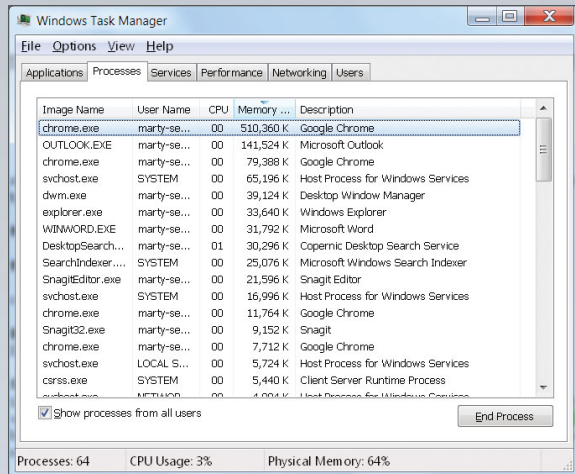 Windows Task Manager
File Options View Help
Applications Processes Services Performance Networking Users
Image Name User Name CPU Memory ... Description
chrome.exe marty-se... 00 510,360 K Google Chrome
OUTLOOK.EXE marty-se... 00 141,524 K Microsoft Outlook
chrome.exe marty-se... 00 79,388 K Google Chrome
svchost.exe SYSTEM 00 65,196 K Host Process for Windows Services
dwm.exe marty-se... 00 39,124 K Desktop Window Manager
explorer.exe marty-se... 00 33,640 K Windows Explorer
WINWORD.EXE marty-se... 00 31,792 K Microsoft Word
DesktopSearch... marty-se... 01 30,296 K Copernic Desktop Search Service
SearchIndexer.... SYSTEM 00 25,076 K Microsoft Windows Search Indexer
SnagitEditor.exe marty-se... 00 21,596 K Snagit Editor
svchost.exe SYSTEM 00 16,996 K Host Process for Windows Services
chrome.exe marty-se... 00 11,764 K Google Chrome
Snagit32.exe marty-se... 00 9,152 K Snagit
chrome.exe marty-se... 00 7,712 K Google Chrome
svchost.exe LOCAL S... 00 5,724 K Host Process for Windows Services
csrss.exe SYSTEM 00 5,440 K Client Server Runtime Process
Show processes from all users
End Process
Processes: 64 CPU Usage: 3% Physical Memory: 64%